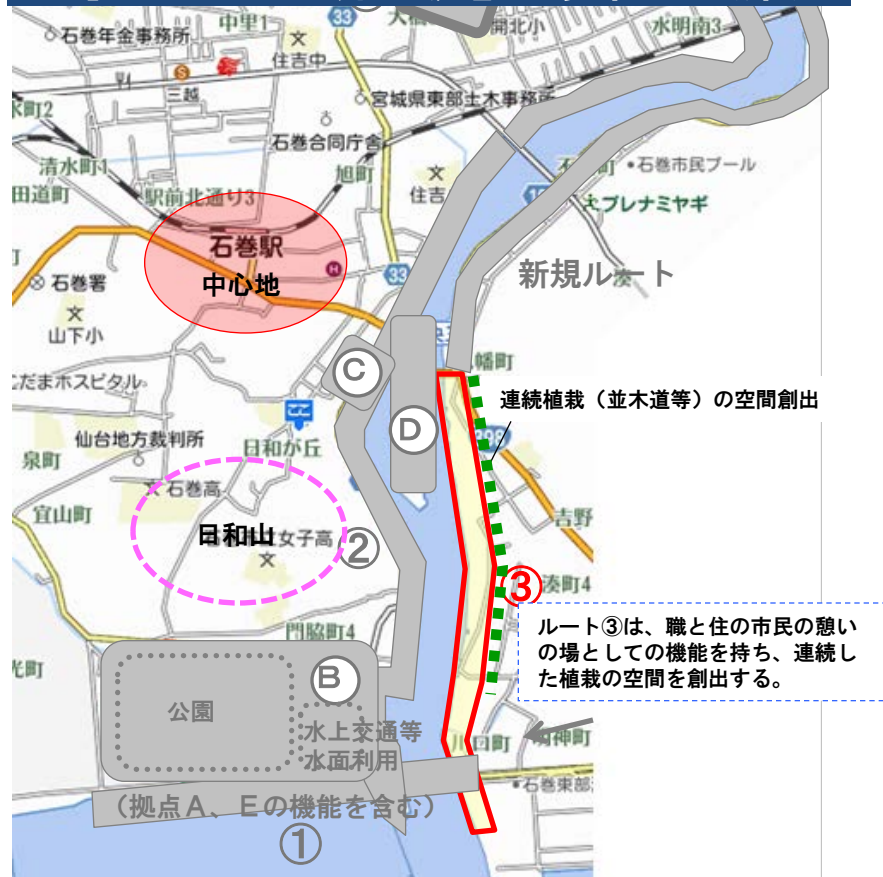 石巻年金事務所
中里1
33
開北小
水明南3
文
住吉中
三越
宮城県東部土木事務所
石巻合同庁舎
清水町1
旭町
文
住吉
石巻市民プール
田道町
駅前北通り3
プレナミヤギ
石巻駅
中心地
H
33
新規ルート
石巻署
文
山下小
C
幡町
連続植栽（並木道等）の空間創出
こだまホスピタル
D
398
仙台地方裁判所
日和が丘
泉町
文 石巻高
吉野
宜山町
日和山
女子高
②
文
③
湊町4
ルート③は、職と住の市民の憩い
の場としての機能を持ち、連続し
た植栽の空間を創出する。
門脇町4
光町
B
公園
水上交通等
水面利用
川口町
明神町
石巻東部
（拠点Ａ、Ｅの機能を含む）
①